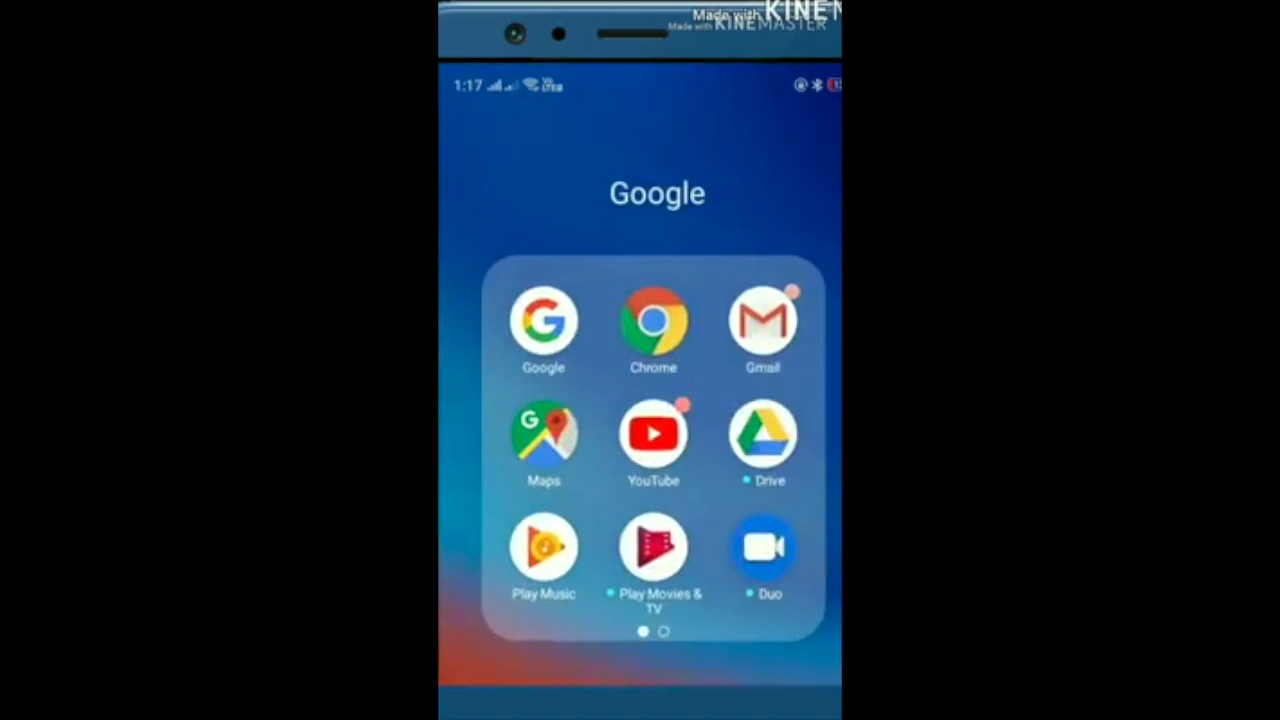 Made with KINEM
Made with KINEMASTER
1:17
Google
Google
Chrome
Gmail
G
Maps
YouTube
Drive
Play Music
Play Movies &
TV
Duo